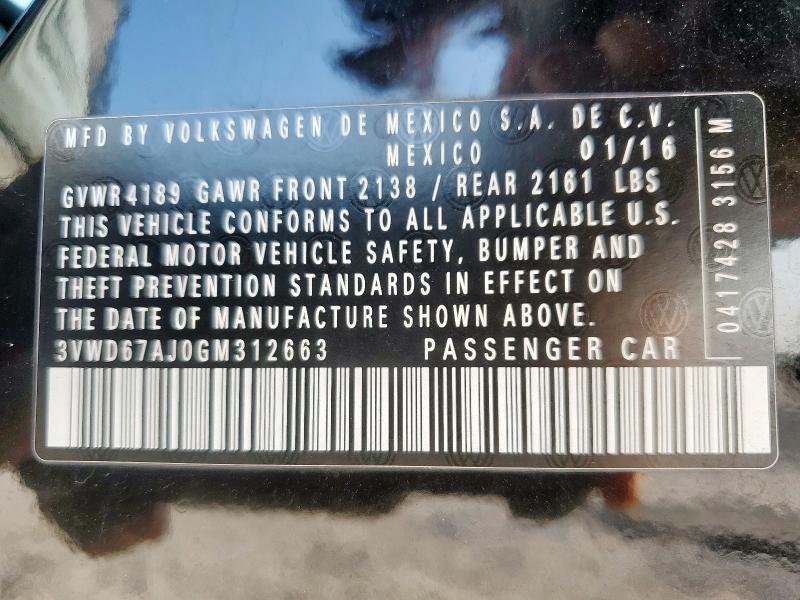 MFD BY VOLKSWAGEN DE MEXICO S.A. DE C.V.
MEXICO 01/16
GVWR 4189 GAWR FRONT 2138 / REAR 2161 LBS
THIS VEHICLE CONFORMS TO ALL APPLICABLE U.S.
FEDERAL MOTOR VEHICLE SAFETY, BUMPER AND
THEFT PREVENTION STANDARDS IN EFFECT ON
THE DATE OF MANUFACTURE SHOWN ABOVE.
3VWD67AJ0GM312663 PASSENGER CAR
0417428 3156 M